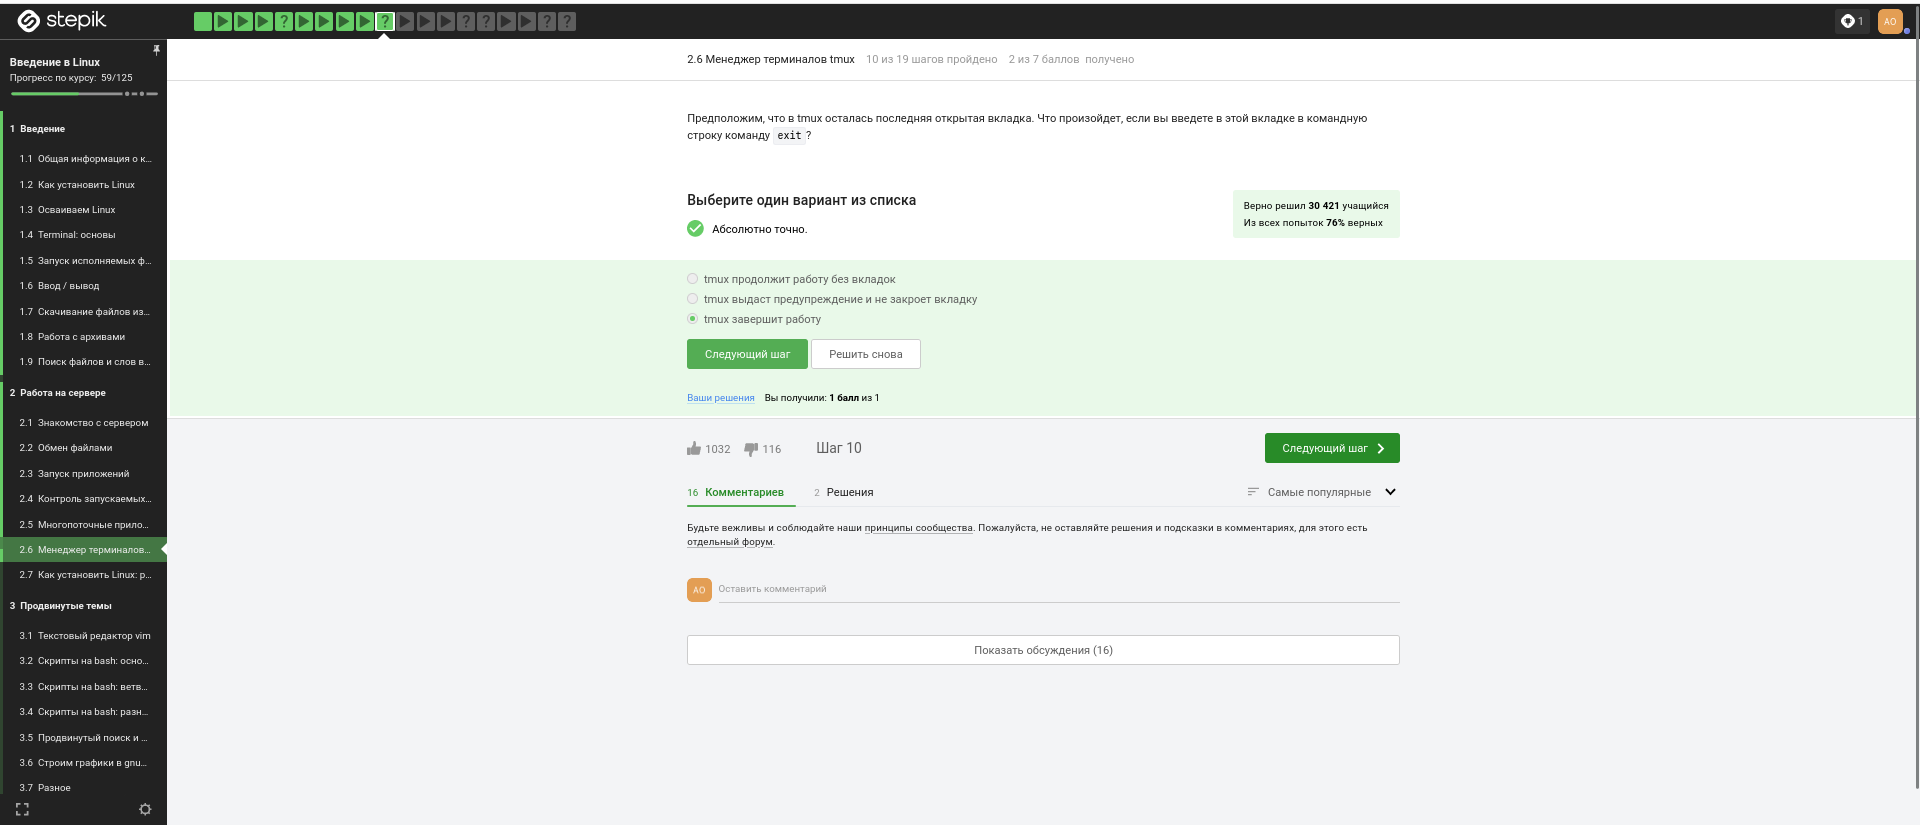 stepik
? ? ? ? ? ?
1
AO
Введение в Linux
Прогресс по курсу: 59/125
1 Введение
1.1 Общая информация о к...
1.2 Как установить Linux
1.3 Осваиваем Linux
1.4 Terminal: основы
1.5 Запуск исполняемых ф...
1.6 Ввод / вывод
1.7 Скачивание файлов из...
1.8 Работа с архивами
1.9 Поиск файлов и слов в...
2 Работа на сервере
2.1 Знакомство с сервером
2.2 Обмен файлами
2.3 Запуск приложений
2.4 Контроль запускаемых...
2.5 Многопоточные прило...
2.6 Менеджер терминалов...
2.7 Как установить Linux: р...
3 Продвинутые темы
3.1 Текстовый редактор vim
3.2 Скрипты на bash: осно...
3.3 Скрипты на bash: ветв...
3.4 Скрипты на bash: разн...
3.5 Продвинутый поиск и ...
3.6 Строим графики в gnu...
3.7 Разное
2.6 Менеджер терминалов tmux 10 из 19 шагов пройдено 2 из 7 баллов получено
Предположим, что в tmux осталась последняя открытая вкладка. Что произойдет, если вы введете в этой вкладке в командную
строку команду exit ?
Выберите один вариант из списка
Абсолютно точно.
Верно решил 30 421 учащийся
Из всех попыток 76% верных
tmux продолжит работу без вкладок
tmux выдаст предупреждение и не закроет вкладку
tmux завершит работу
Следующий шаг Решить снова
Ваши решения Вы получили: 1 балл из 1
1032 116 Шаг 10 Следующий шаг
16 Комментариев 2 Решения Самые популярные
Будьте вежливы и соблюдайте наши принципы сообщества. Пожалуйста, не оставляйте решения и подсказки в комментариях, для этого есть
отдельный форум.
AO Оставить комментарий
Показать обсуждения (16)